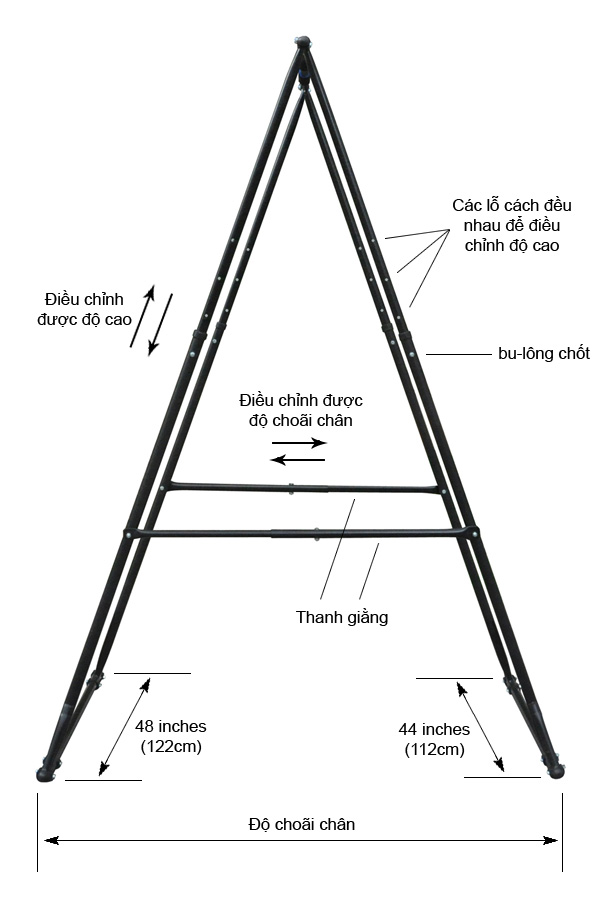 Các lỗ cách đều
nhau để điều
chỉnh độ cao
Điều chỉnh
được độ cao
bu-lông chốt
Điều chỉnh được
độ choãi chân
Thanh giằng
48 inches
(122cm)
44 inches
(112cm)
Độ choãi chân